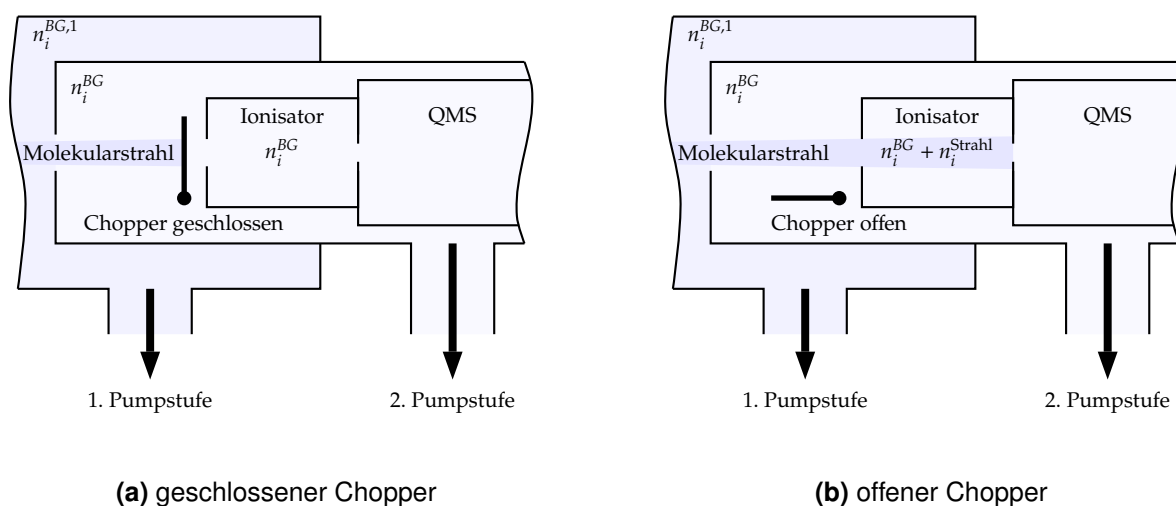 n_i^{BG,1}
n_i^{BG}
Ionisator
QMS
Molekularstrahl
n_i^{BG}
Chopper geschlossen
1. Pumpstufe
2. Pumpstufe
(a) geschlossener Chopper
n_i^{BG,1}
n_i^{BG}
Ionisator
QMS
Molekularstrahl
n_i^{BG} + n_i^{Strahl}
Chopper offen
1. Pumpstufe
2. Pumpstufe
(b) offener Chopper